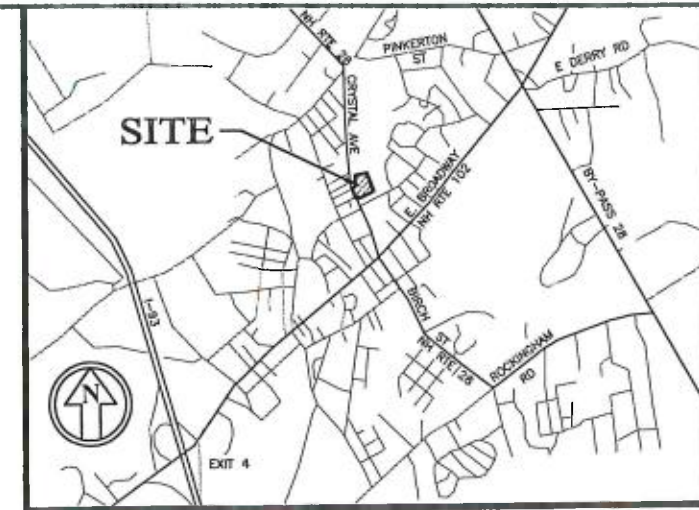 NH RTE 28
PINKERTON
ST
E DERRY RD
CRYSTAL AVE
SITE
E. BROADWAY
NH RTE 102
BY-PASS 28
I-93
BIRCH
ST
NH RTE 28
ROCKINGHAM
RD
N
EXIT 4